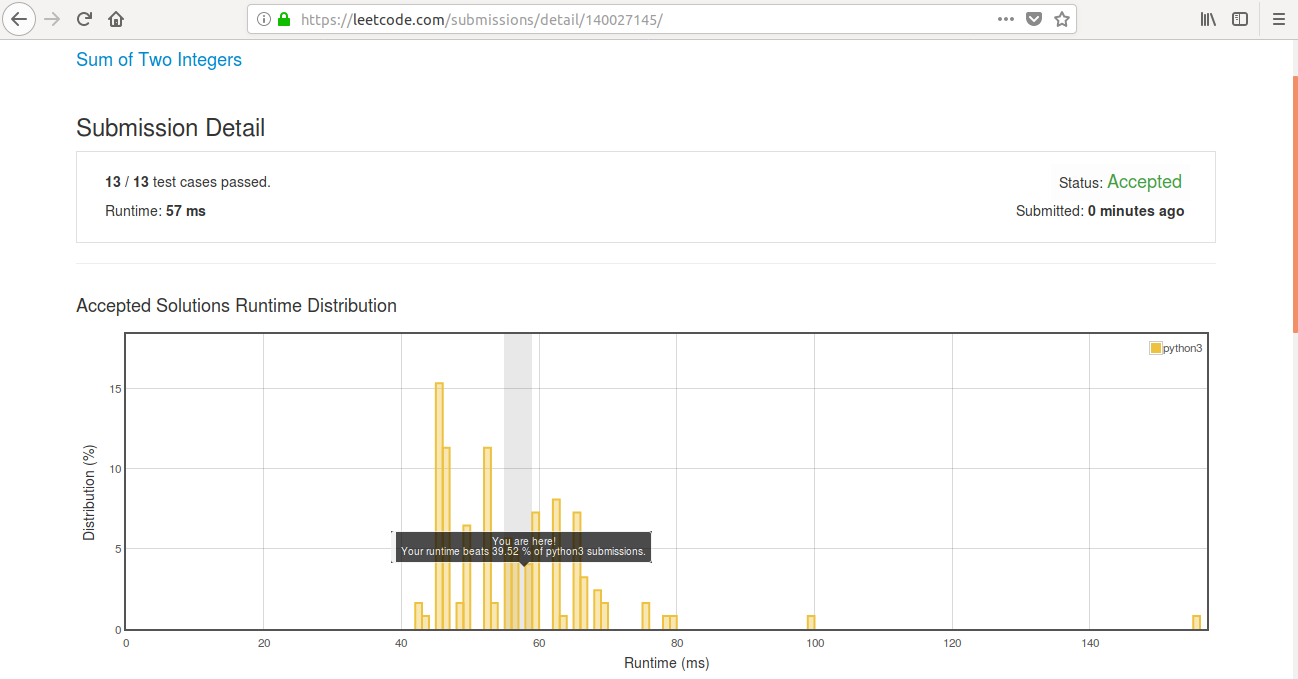 https://leetcode.com/submissions/detail/140027145/
Sum of Two Integers
Submission Detail
13 / 13 test cases passed.
Status: Accepted
Runtime: 57 ms
Submitted: 0 minutes ago
Accepted Solutions Runtime Distribution
python3
15
10
5
0
Distribution (%)
You are here!
Your runtime beats 39.52 % of python3 submissions.
0 20 40 60 80 100 120 140
Runtime (ms)